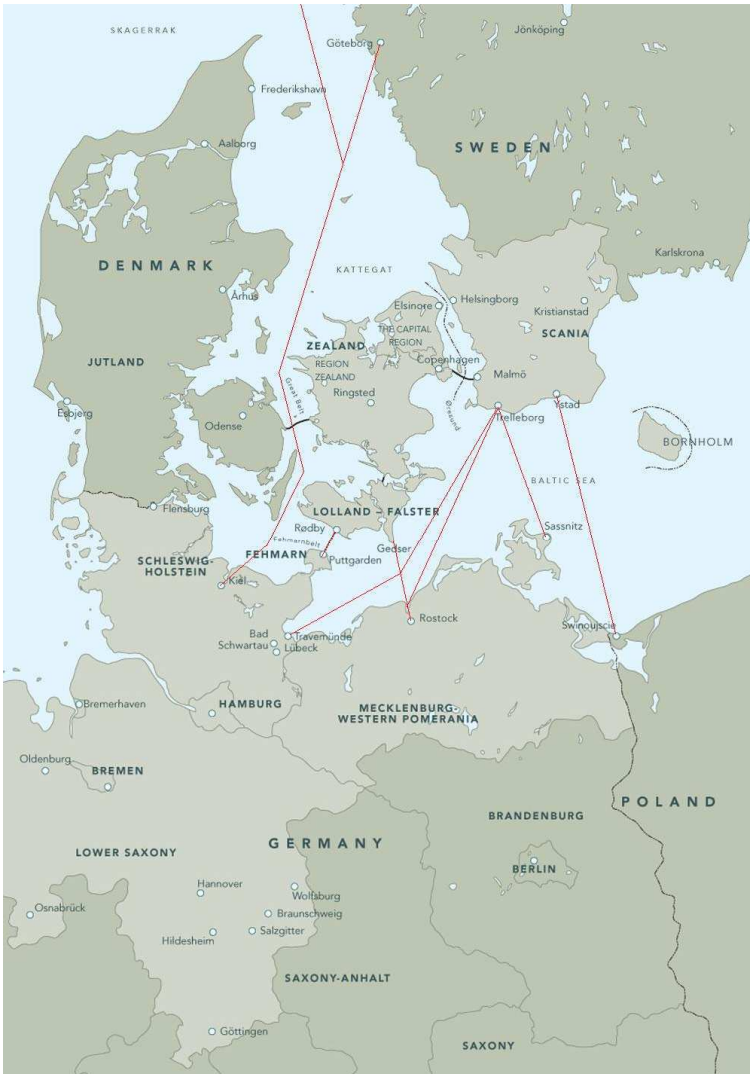 SKAGERRAK
Jönköping
Göteborg
Frederikshavn
Aalborg
SWEDEN
Karlskrona
DENMARK
KATTEGAT
Århus
Elsinore
Helsingborg
Kristianstad
THE CAPITAL
REGION
SCANIA
ZEALAND
JUTLAND
REGION
ZEALAND
Copenhagen
Malmö
Great Belt
Ringsted
Øresund
Ystad
Esbjerg
Odense
Trelleborg
BORNHOLM
BALTIC SEA
Flensburg
LOLLAND – FALSTER
Rødby
Sassnitz
Fehmarnbelt
Gedser
FEHMARN
Puttgarden
SCHLESWIG-
HOLSTEIN
Kiel
Rostock
Swinoujscie
Bad
Schwartau
Travemünde
Lübeck
Bremerhaven
HAMBURG
MECKLENBURG-
WESTERN POMERANIA
Oldenburg
BREMEN
POLAND
BRANDENBURG
GERMANY
LOWER SAXONY
BERLIN
Hannover
Wolfsburg
Osnabrück
Braunschweig
Hildesheim
Salzgitter
SAXONY-ANHALT
Göttingen
SAXONY